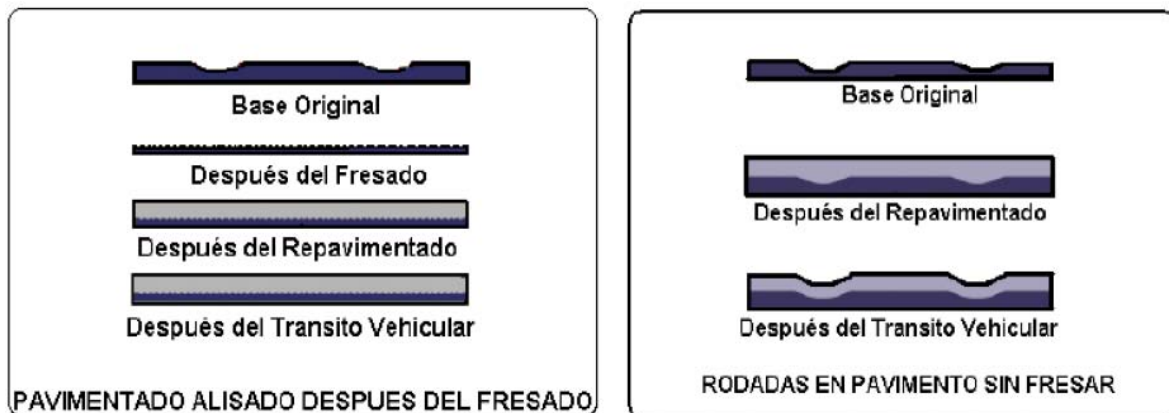 Base Original
Después del Fresado
Después del Repavimentado
Después del Transito Vehicular
PAVIMENTADO ALISADO DESPUES DEL FRESADO
Base Original
Después del Repavimentado
Después del Transito Vehicular
RODADAS EN PAVIMENTO SIN FRESAR